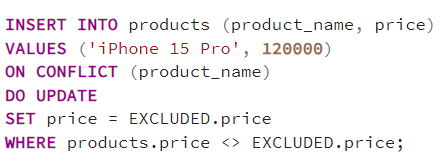 INSERT INTO products (product_name, price)
VALUES ('iPhone 15 Pro', 120000)
ON CONFLICT (product_name)
DO UPDATE
SET price = EXCLUDED.price
WHERE products.price <> EXCLUDED.price;